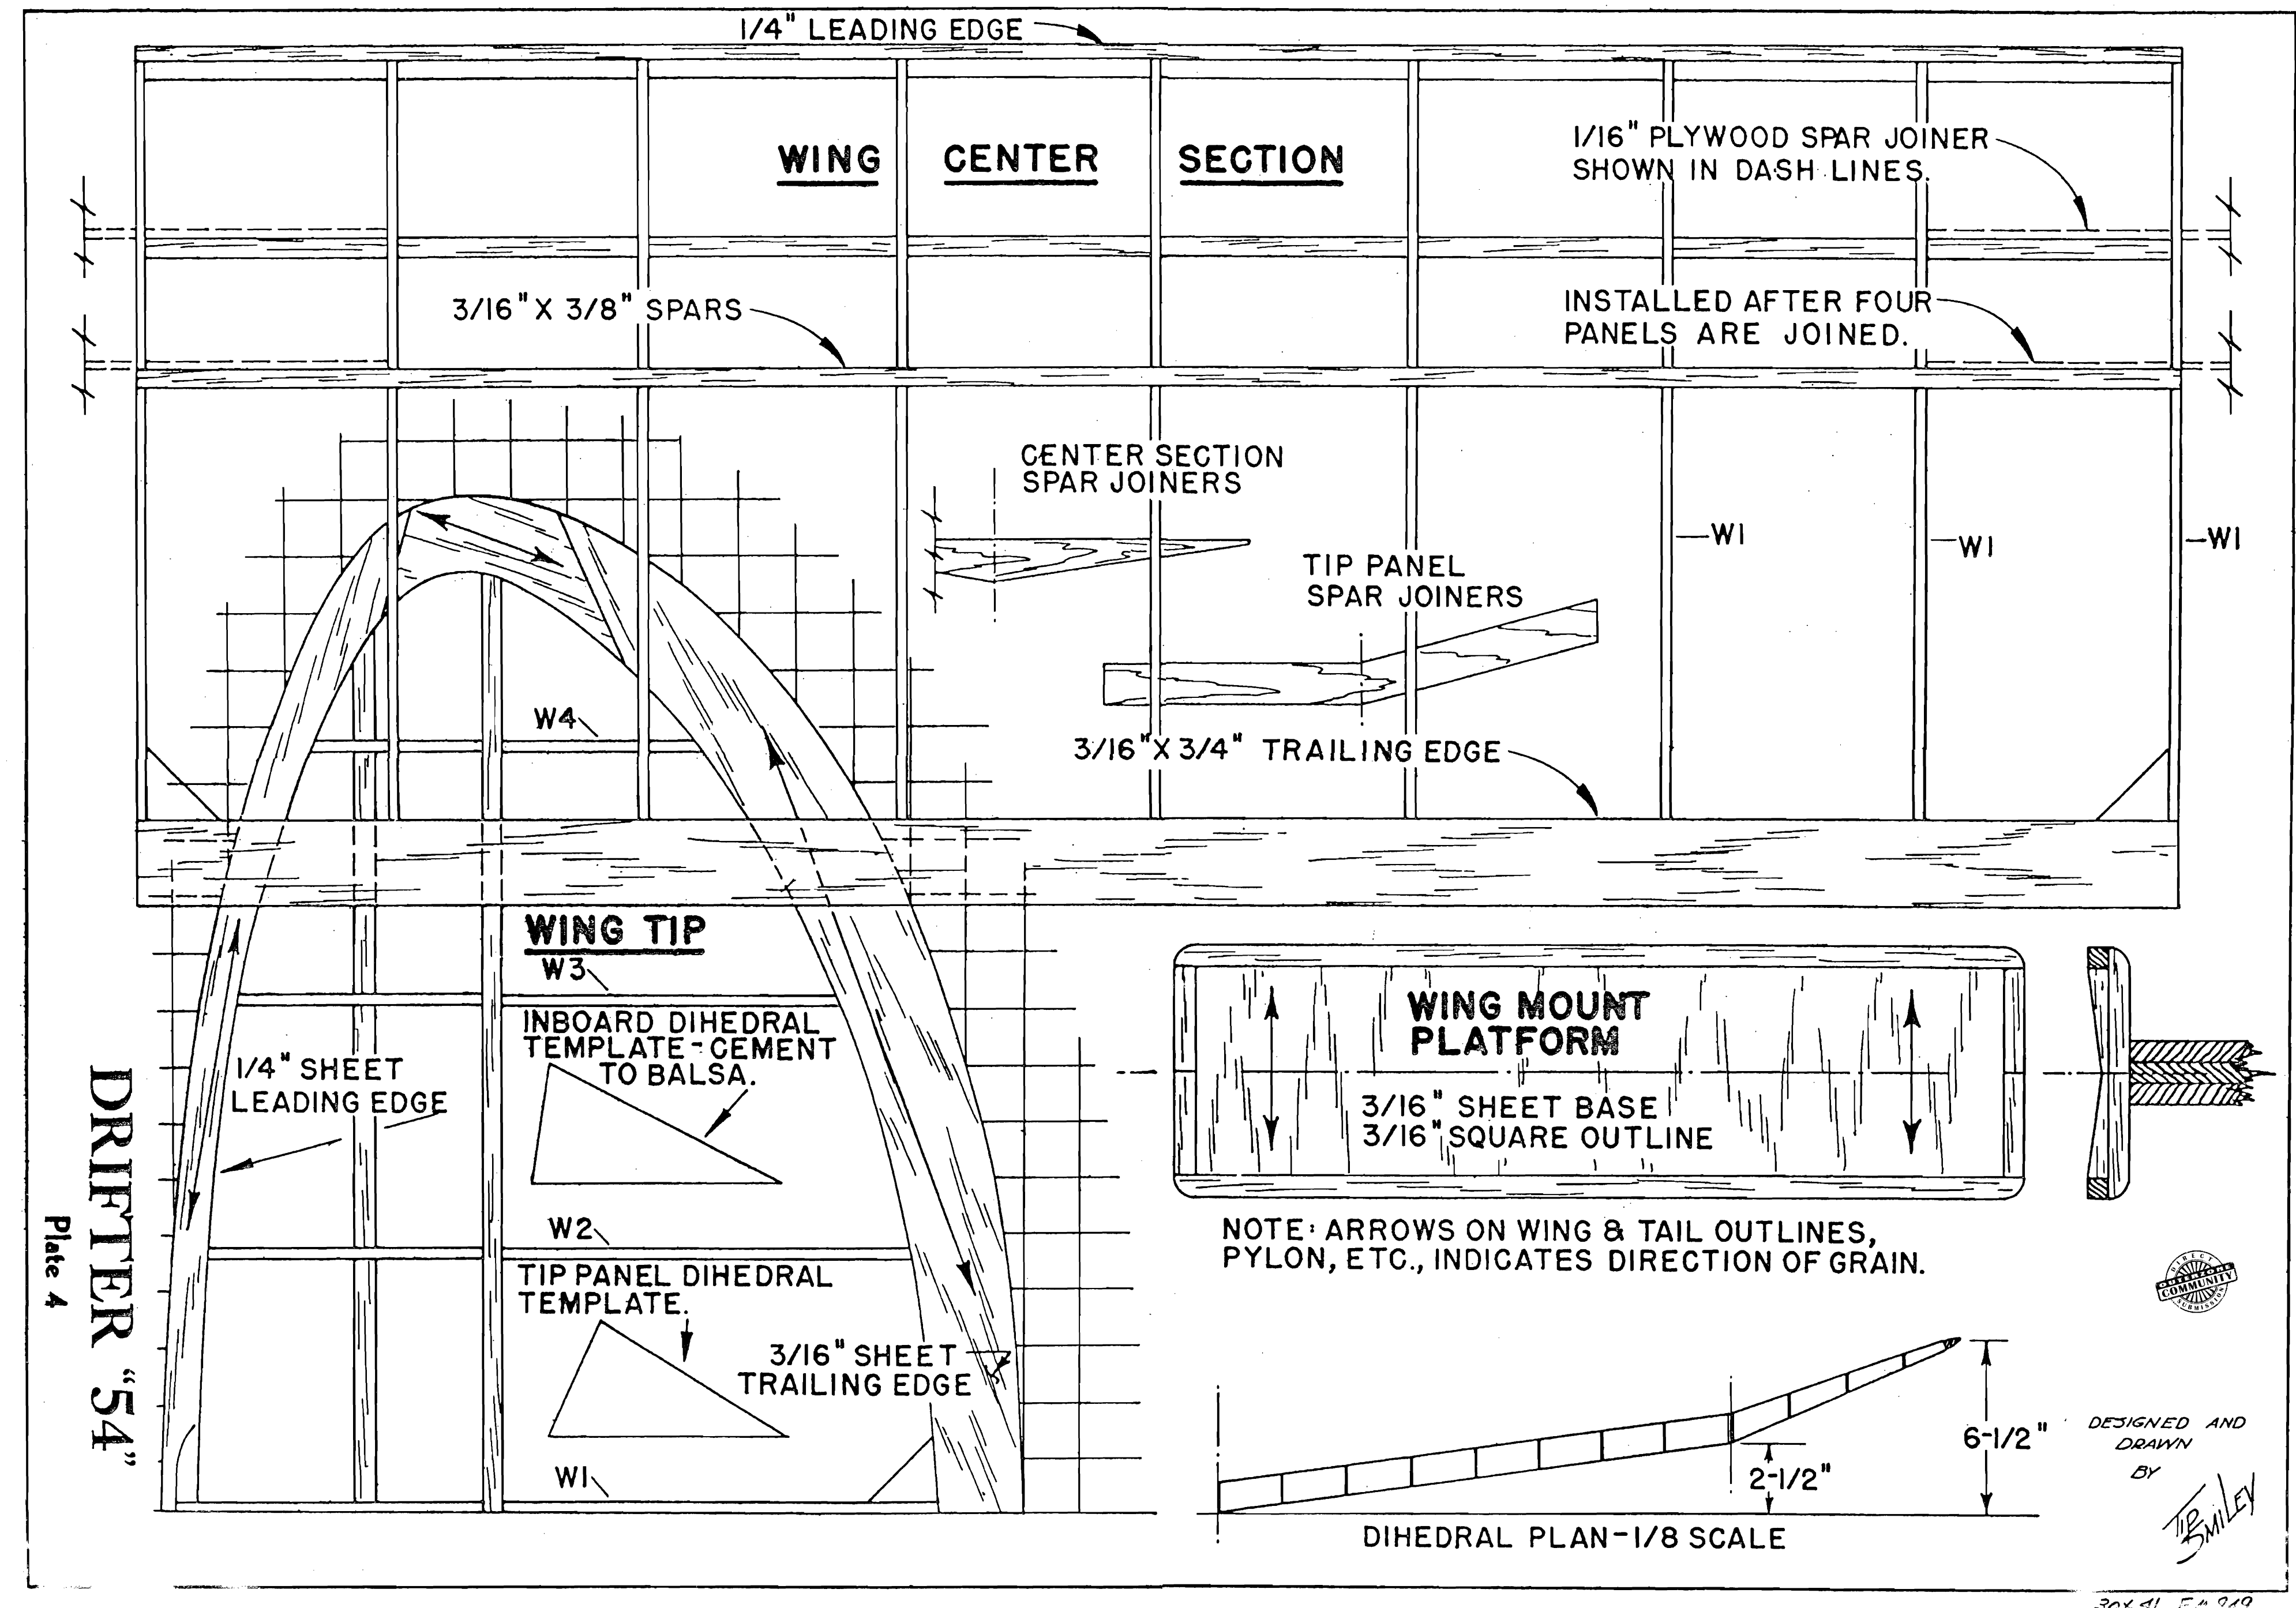 1/4" LEADING EDGE
WING CENTER SECTION
1/16" PLYWOOD SPAR JOINER
SHOWN IN DASH LINES.
3/16" X 3/8" SPARS
INSTALLED AFTER FOUR
PANELS ARE JOINED.
CENTER SECTION
SPAR JOINERS
W1
W1
W1
TIP PANEL
SPAR JOINERS
W4
3/16" X 3/4" TRAILING EDGE
WING TIP
W3
INBOARD DIHEDRAL
TEMPLATE-CEMENT
TO BALSA.
1/4" SHEET
LEADING EDGE
W2
TIP PANEL DIHEDRAL
TEMPLATE.
3/16" SHEET
TRAILING EDGE
W1
WING MOUNT
PLATFORM
3/16" SHEET BASE
3/16" SQUARE OUTLINE
NOTE: ARROWS ON WING & TAIL OUTLINES,
PYLON, ETC., INDICATES DIRECTION OF GRAIN.
DIRECT
OUTERZONE
COMMUNITY
SUBMISSION
6-1/2"
2-1/2"
DIHEDRAL PLAN-1/8 SCALE
DESIGNED AND
DRAWN
BY
TIP
SMILEY
DRIFTER "54"
Plate 4